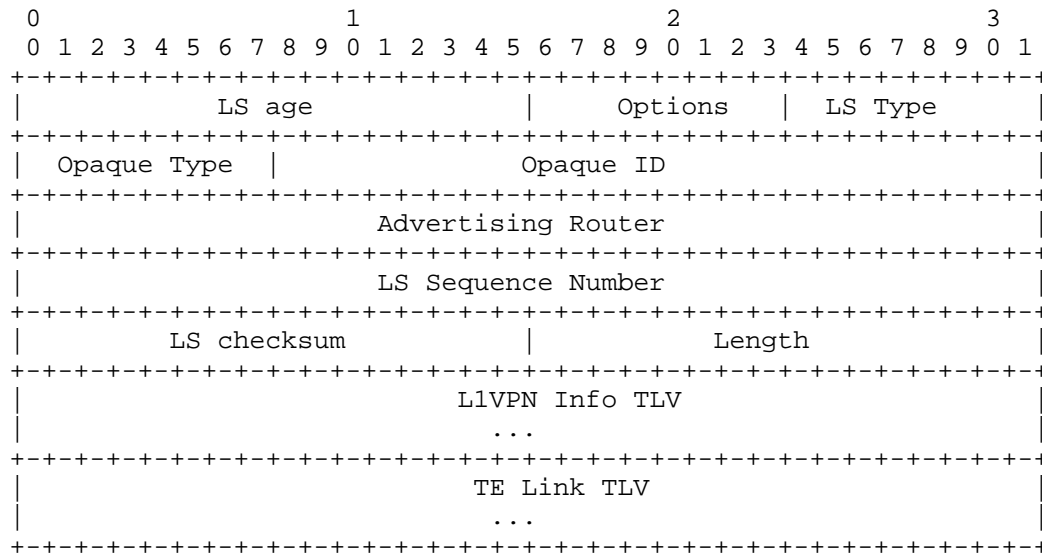 0                   1                   2                   3
 0 1 2 3 4 5 6 7 8 9 0 1 2 3 4 5 6 7 8 9 0 1 2 3 4 5 6 7 8 9 0 1
+-+-+-+-+-+-+-+-+-+-+-+-+-+-+-+-+-+-+-+-+-+-+-+-+-+-+-+-+-+-+-+-+
|            LS age             |     Options   |  LS Type      |
+-+-+-+-+-+-+-+-+-+-+-+-+-+-+-+-+-+-+-+-+-+-+-+-+-+-+-+-+-+-+-+-+
|  Opaque Type  |               Opaque ID                       |
+-+-+-+-+-+-+-+-+-+-+-+-+-+-+-+-+-+-+-+-+-+-+-+-+-+-+-+-+-+-+-+-+
|                      Advertising Router                       |
+-+-+-+-+-+-+-+-+-+-+-+-+-+-+-+-+-+-+-+-+-+-+-+-+-+-+-+-+-+-+-+-+
|                      LS Sequence Number                       |
+-+-+-+-+-+-+-+-+-+-+-+-+-+-+-+-+-+-+-+-+-+-+-+-+-+-+-+-+-+-+-+-+
|         LS checksum           |           Length              |
+-+-+-+-+-+-+-+-+-+-+-+-+-+-+-+-+-+-+-+-+-+-+-+-+-+-+-+-+-+-+-+-+
|                           L1VPN Info TLV                      |
|                             ...                               |
+-+-+-+-+-+-+-+-+-+-+-+-+-+-+-+-+-+-+-+-+-+-+-+-+-+-+-+-+-+-+-+-+
|                            TE Link TLV                        |
|                             ...                               |
+-+-+-+-+-+-+-+-+-+-+-+-+-+-+-+-+-+-+-+-+-+-+-+-+-+-+-+-+-+-+-+-+